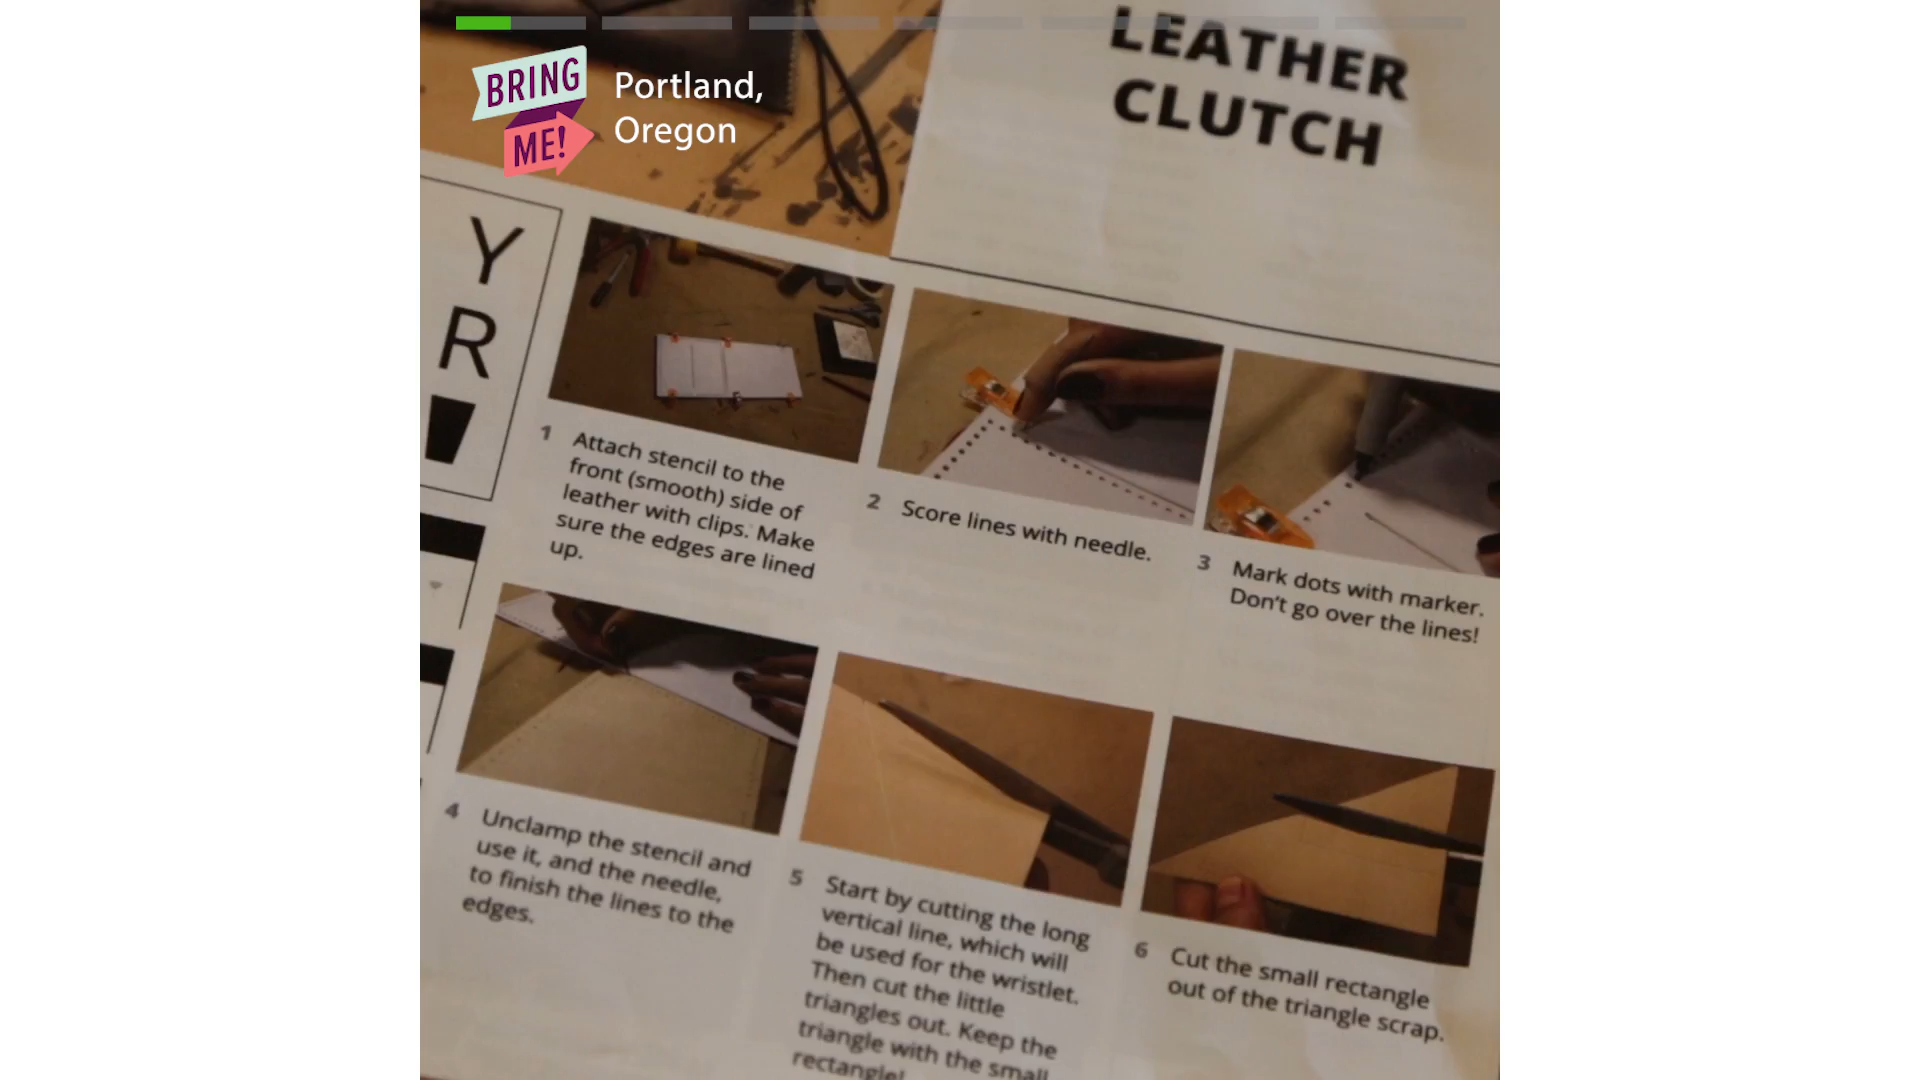 BRING
ME!
Portland,
Oregon
LEATHER
CLUTCH
Y
R
1 Attach stencil to the
front (smooth) side of
leather with clips. Make
sure the edges are lined
up.
2 Score lines with needle.
3 Mark dots with marker.
Don't go over the lines!
4 Unclamp the stencil and
use it, and the needle,
to finish the lines to the
edges.
5 Start by cutting the long
vertical line, which will
be used for the wristlet.
Then cut the little
triangles out. Keep the
triangle with the small
rectangle!
6 Cut the small rectangle
out of the triangle scrap.